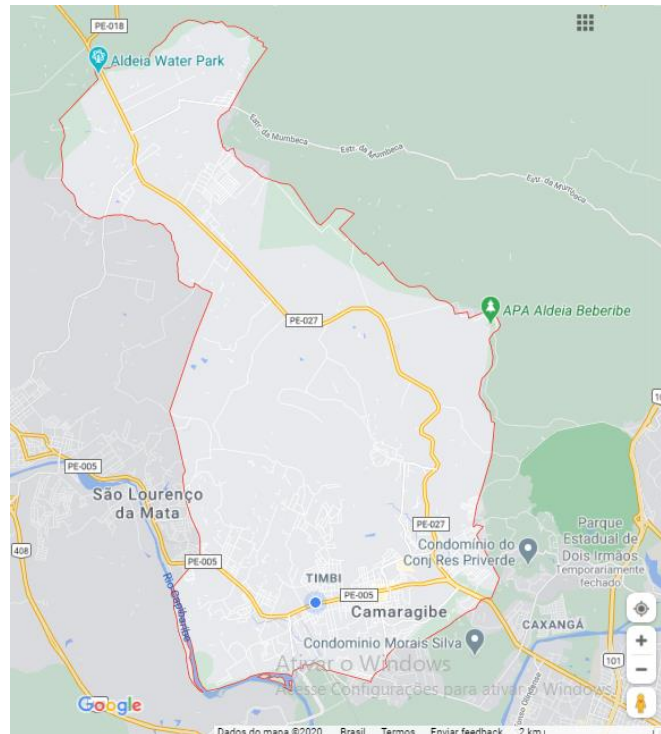 PE-018
Aldeia Water Park
Estr. da Mumbeca
Estr. da Mumbeca
Estr. da Mumbeca
APA Aldeia Beberibe
PE-027
PE-005
São Lourenço
da Mata
408
Rio Capibaribe
PE-005
PE-027
Condomínio do
Conj Res Priverde
Parque
Estadual de
Dois Irmãos
Temporariamente
fechado
TIMBI
PE-005
Camaragibe
CAXANGÁ
Condominio Morais Silva
101
Ativar o Windows
Acesse Configurações para ativar o Windows.
Google
Dados do mapa ©2020 Brasil Termos Enviar feedback 2 km